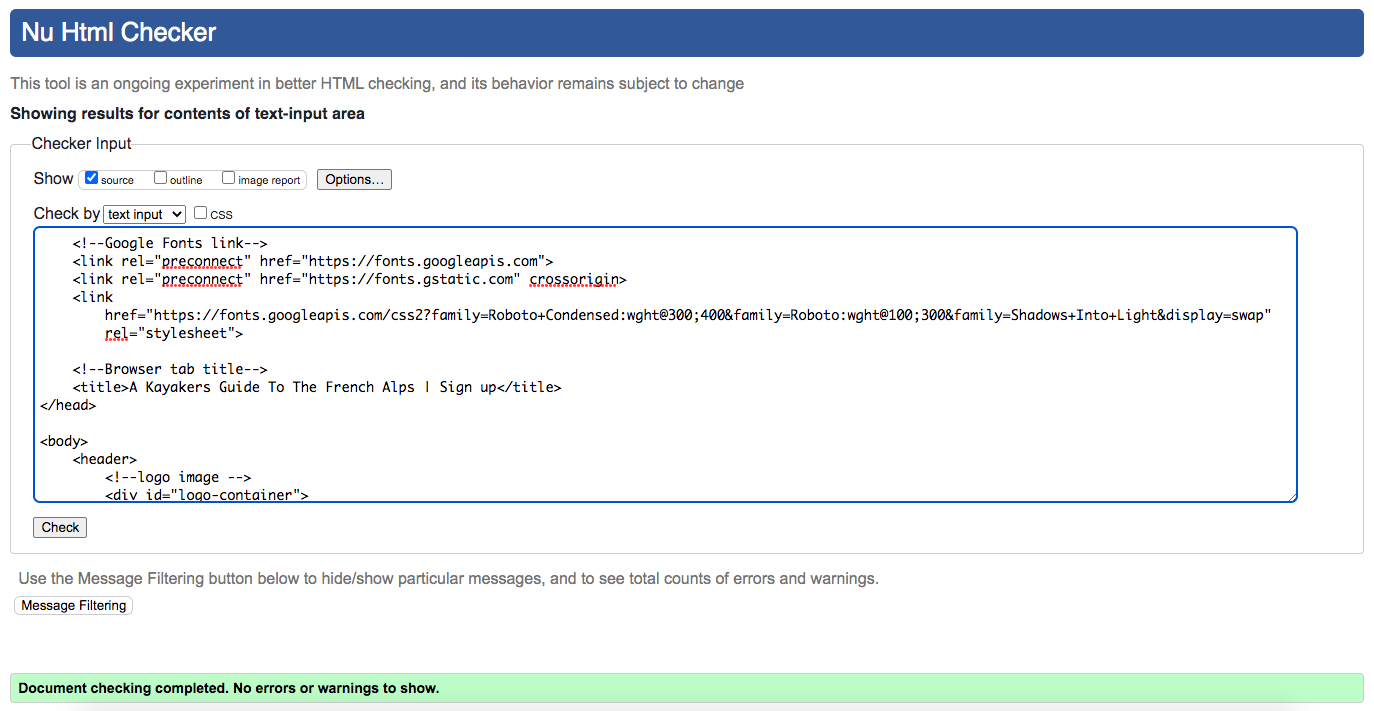 Nu Html Checker
This tool is an ongoing experiment in better HTML checking, and its behavior remains subject to change
Showing results for contents of text-input area
Checker Input
Show source outline image report Options...
Check by text input css
<!--Google Fonts link-->
<link rel="preconnect" href="https://fonts.googleapis.com">
<link rel="preconnect" href="https://fonts.gstatic.com" crossorigin>
<link
href="https://fonts.googleapis.com/css2?family=Roboto+Condensed:wght@300;400&family=Roboto:wght@100;300&family=Shadows+Into+Light&display=swap"
rel="stylesheet">
<!--Browser tab title-->
<title>A Kayakers Guide To The French Alps | Sign up</title>
</head>
<body>
<header>
<!--logo image -->
<div id="logo-container">
Check
Use the Message Filtering button below to hide/show particular messages, and to see total counts of errors and warnings.
Message Filtering
Document checking completed. No errors or warnings to show.